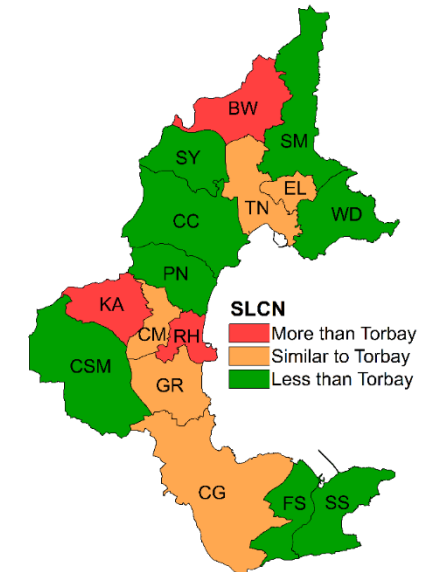 BW
SM
SY
EL
TN
WD
CC
PN
KA
CM
RH
CSM
GR
CG
FS
SS
SLCN
More than Torbay
Similar to Torbay
Less than Torbay